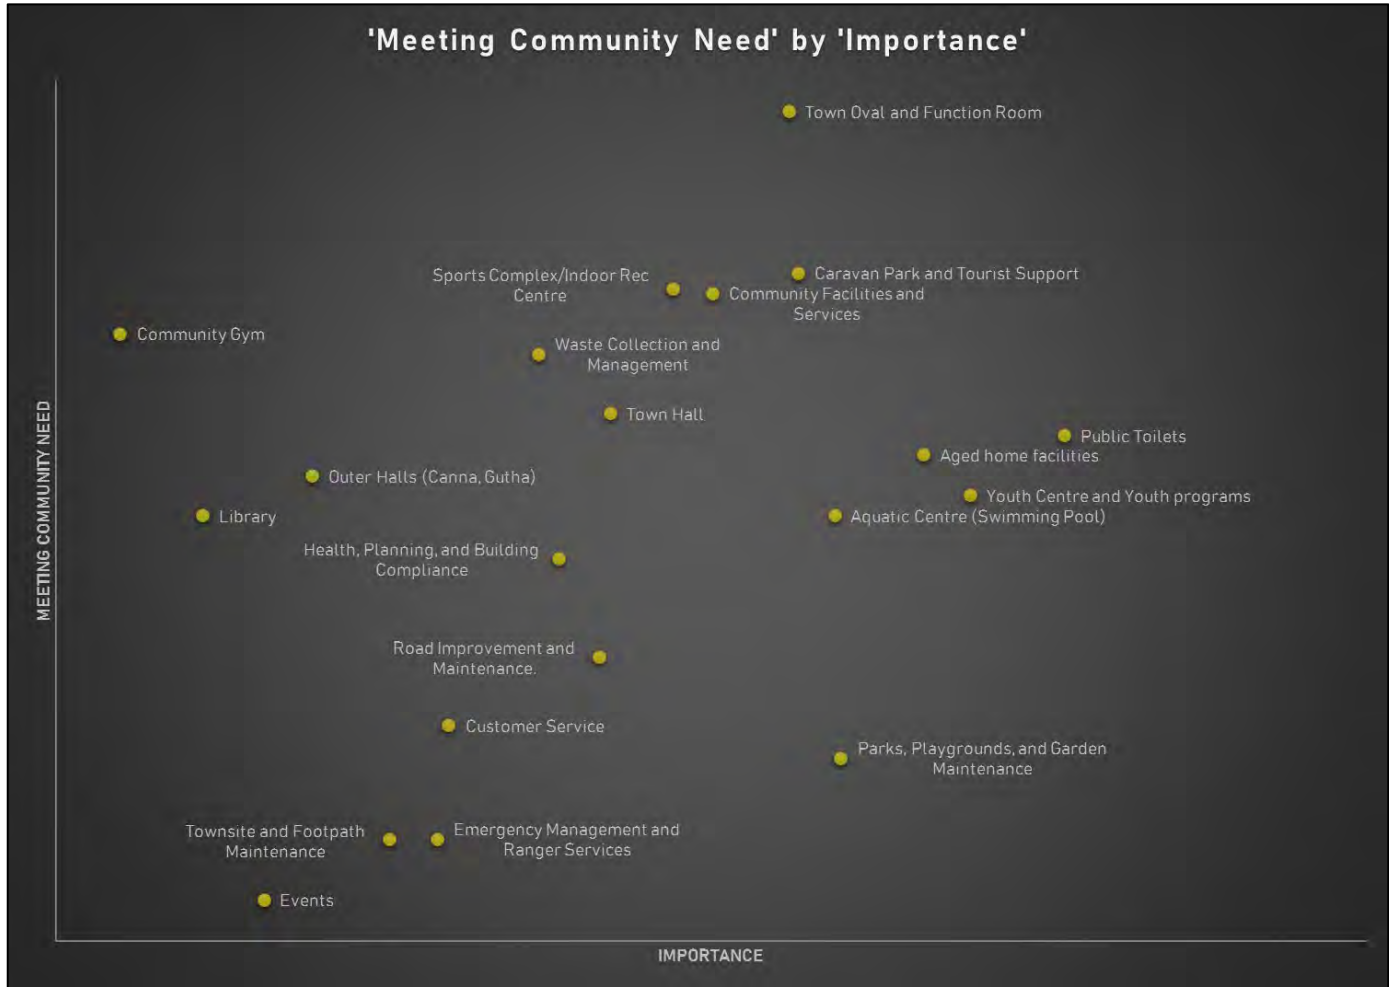 'Meeting Community Need' by 'Importance'
Town Oval and Function Room
Sports Complex/Indoor Rec
Centre
Caravan Park and Tourist Support
Community Facilities and
Services
Community Gym
Waste Collection and
Management
Town Hall
Public Toilets
Aged home facilities
Outer Halls (Canna, Gutha)
Youth Centre and Youth programs
Library
Aquatic Centre (Swimming Pool)
Health, Planning, and Building
Compliance
Road Improvement and
Maintenance.
Customer Service
Parks, Playgrounds, and Garden
Maintenance
Townsite and Footpath
Maintenance
Emergency Management and
Ranger Services
Events
MEETING COMMUNITY NEED
IMPORTANCE